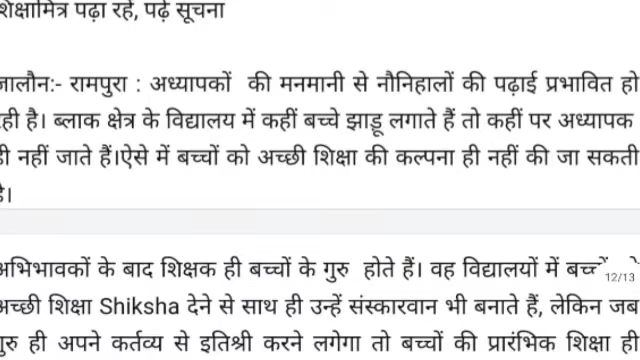 शिक्षामित्र पढ़ा रहें, पढ़ें सूचना
जालौन:- रामपुरा : अध्यापकों की मनमानी से नौनिहालों की पढ़ाई प्रभावित हो
रही है। ब्लाक क्षेत्र के विद्यालय में कहीं बच्चे झाड़ू लगाते हैं तो कहीं पर अध्यापक
ही नहीं जाते हैं।ऐसे में बच्चों को अच्छी शिक्षा की कल्पना ही नहीं की जा सकती
है।
अभिभावकों के बाद शिक्षक ही बच्चों के गुरु होते हैं। वह विद्यालयों में
12/13
अच्छी शिक्षा Shiksha देने से साथ ही उन्हें संस्कारवान भी बनाते हैं, लेकिन जब
गुरु ही अपने कर्तव्य से इतिश्री करने लगेगा तो बच्चों की प्रारंभिक शिक्षा ही